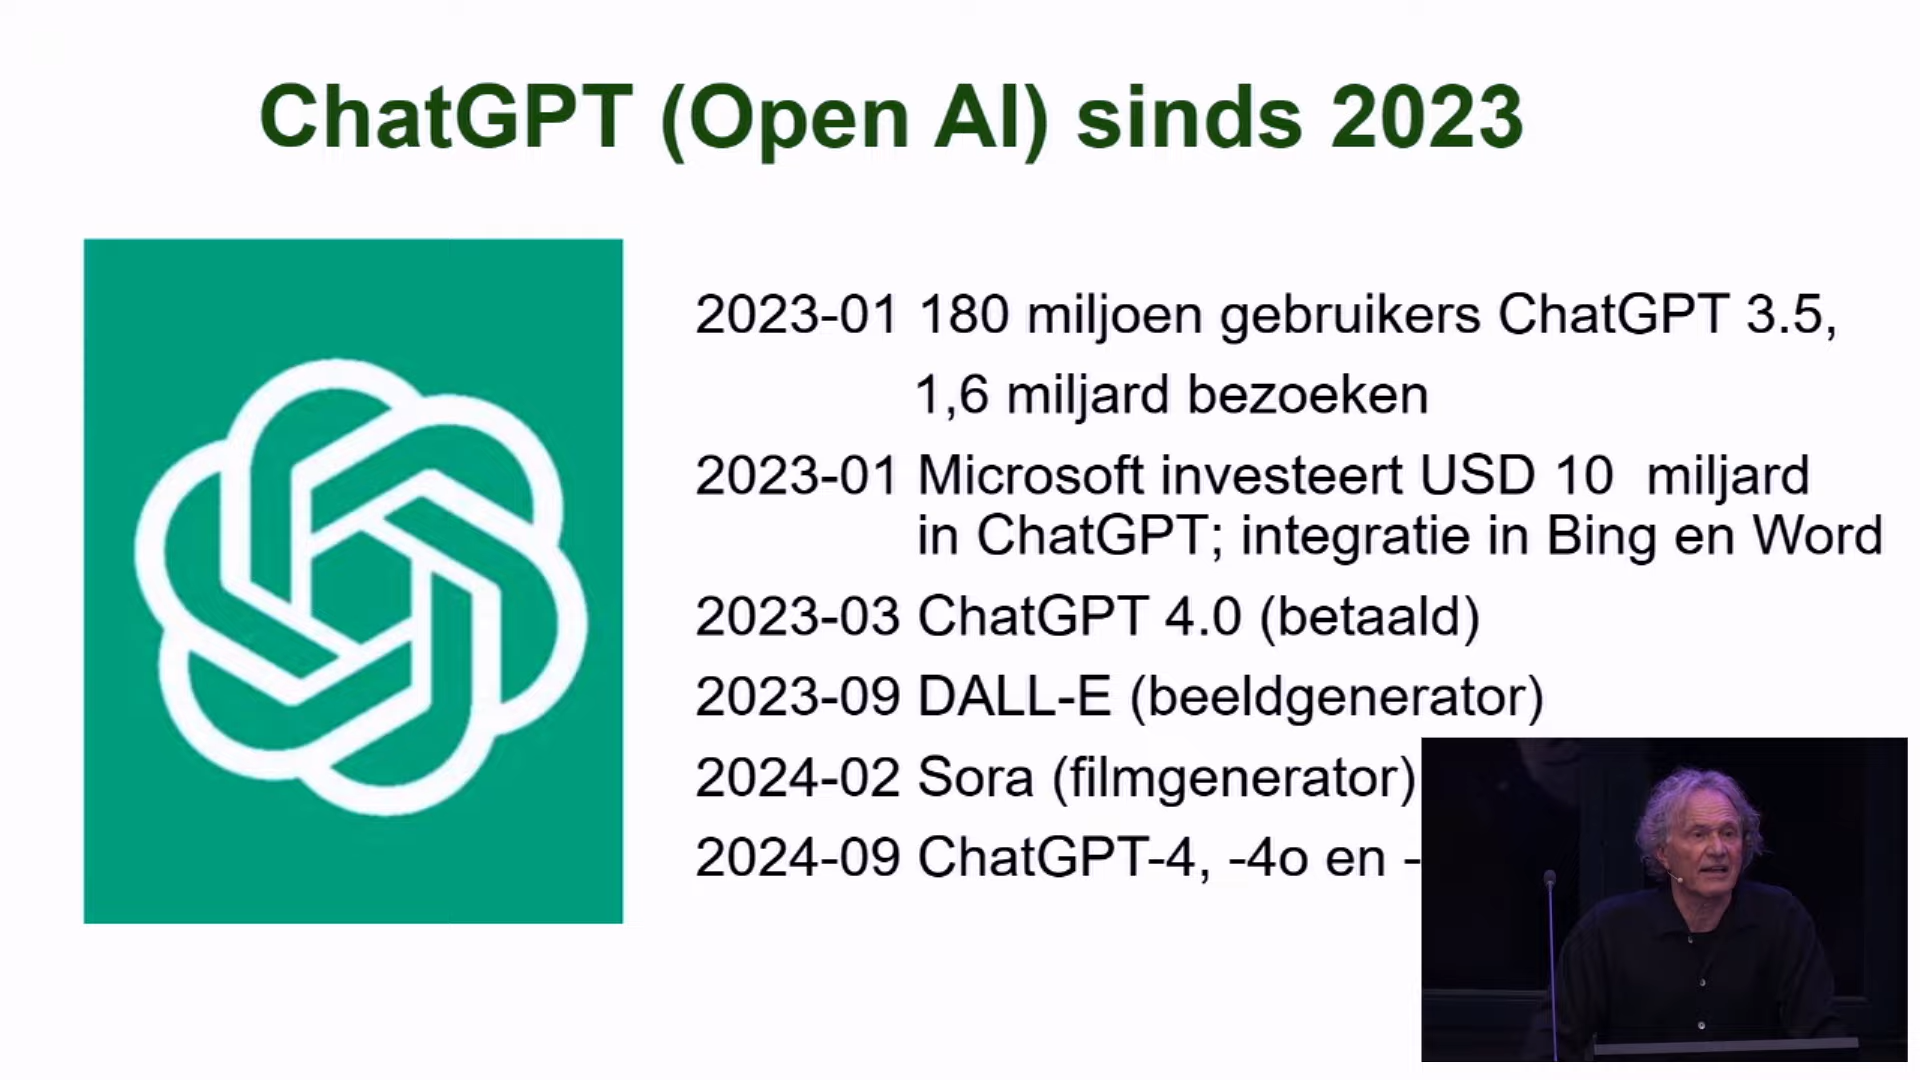 ChatGPT (Open AI) sinds 2023
2023-01 180 miljoen gebruikers ChatGPT 3.5,
1,6 miljard bezoeken
2023-01 Microsoft investeert USD 10 miljard
in ChatGPT; integratie in Bing en Word
2023-03 ChatGPT 4.0 (betaald)
2023-09 DALL-E (beeldgenerator)
2024-02 Sora (filmgenerator)
2024-09 ChatGPT-4, -4o en -